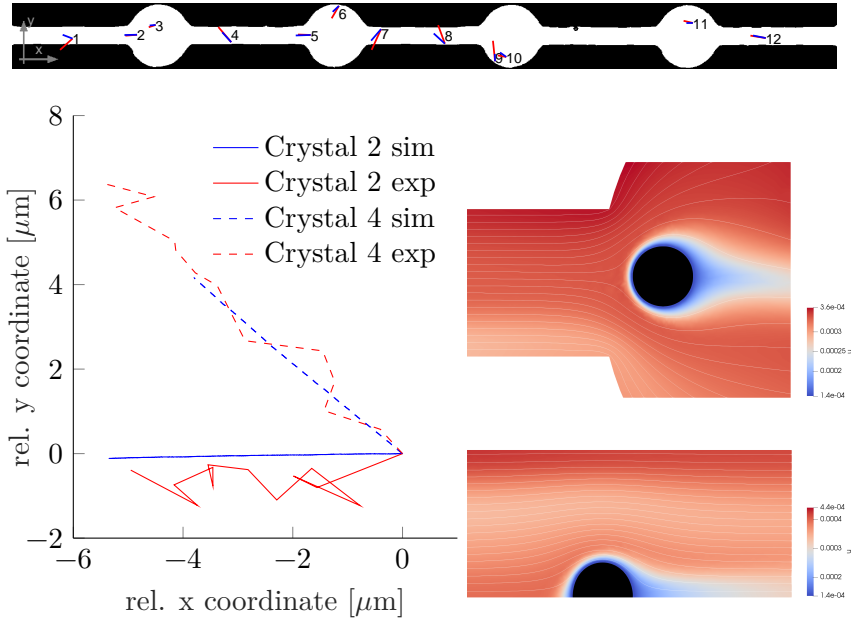 y
x
1
2
3
4
5
6
7
8
9
10
11
12
8
6
4
2
0
−2
−6
−4
−2
0
rel. y coordinate [μm]
rel. x coordinate [μm]
Crystal 2 sim
Crystal 2 exp
Crystal 4 sim
Crystal 4 exp
3.6e-04
0.0003
0.00025
0.0002
1.4e-04
4.4e-04
0.0004
0.0003
0.0002
1.4e-04